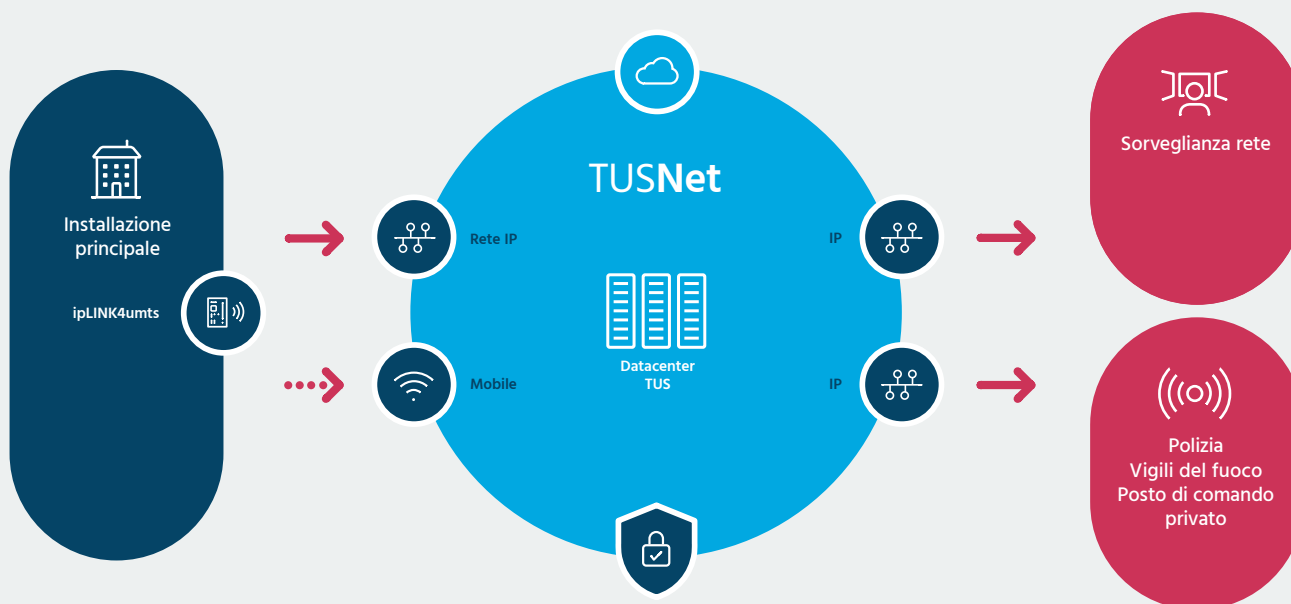 Installazione
principale
ipLINK4umts
TUSNet
Rete IP
Mobile
Datacenter
TUS
IP
IP
Sorveglianza rete
Polizia
Vigili del fuoco
Posto di comando
privato